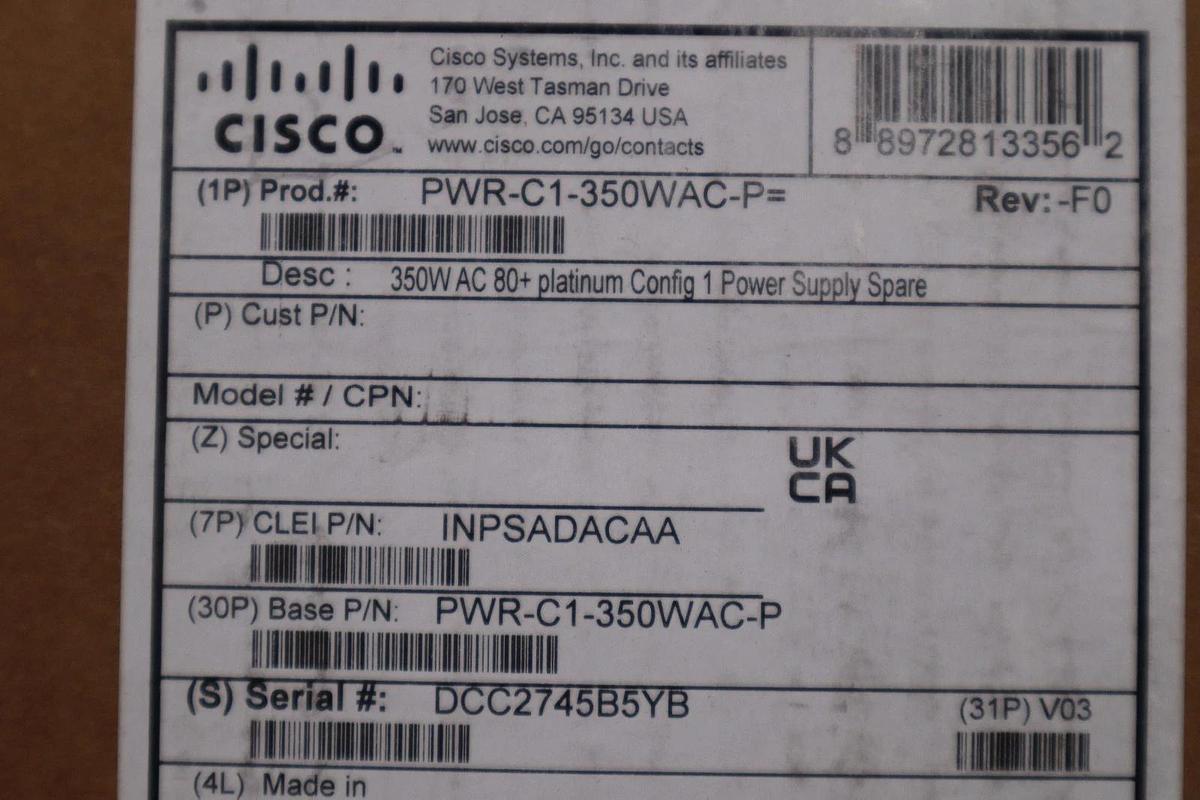 CISCO
Cisco Systems, Inc. and its affiliates
170 West Tasman Drive
San Jose, CA 95134 USA
www.cisco.com/go/contacts
8 89728 13356 2
(1P) Prod.#: PWR-C1-350WAC-P= Rev: -F0
Desc : 350W AC 80+ platinum Config 1 Power Supply Spare
(P) Cust P/N:
Model # / CPN:
(Z) Special:
UK
CA
(7P) CLEI P/N: INPSADACAA
(30P) Base P/N: PWR-C1-350WAC-P
(S) Serial #: DCC2745B5YB (31P) V03
(4L) Made in